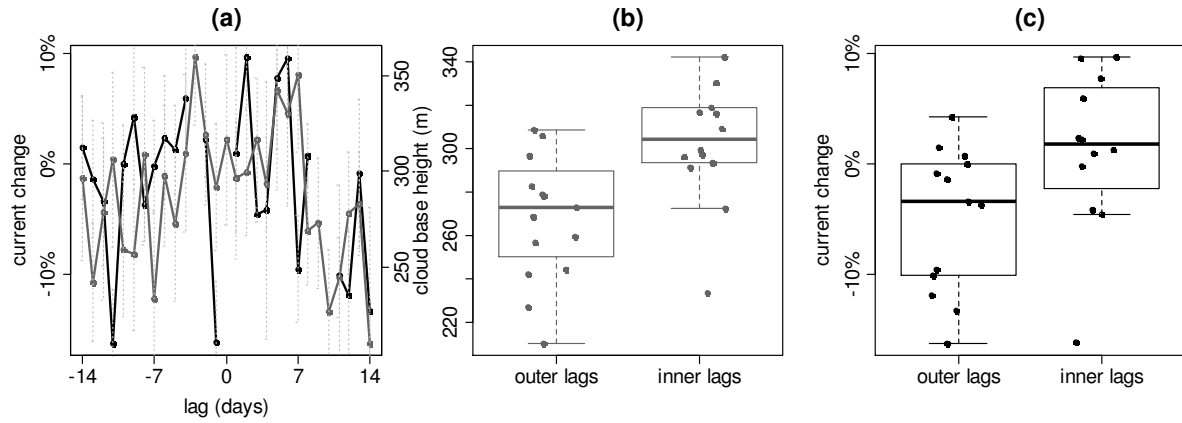 (a)
10%
0%
-10%
current change
-14
-7
0
7
14
lag (days)
350
300
250
cloud base height (m)
(b)
340
300
260
220
outer lags
inner lags
(c)
10%
0%
-10%
current change
outer lags
inner lags